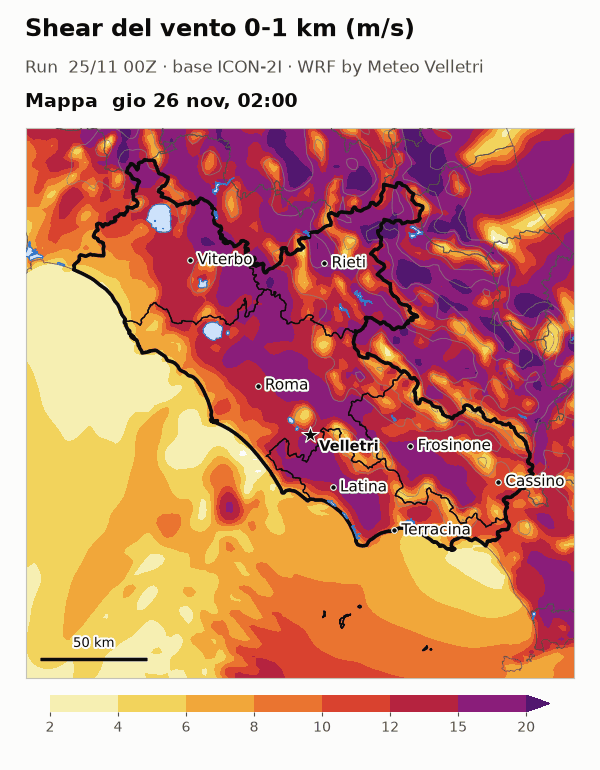 Shear del vento 0-1 km (m/s)
Run  25/11 00Z · base ICON-2I · WRF by Meteo Velletri
Mappa  gio 26 nov, 02:00
Viterbo
Rieti
Roma
Velletri
Frosinone
Latina
Cassino
Terracina
50 km
2 4 6 8 10 12 15 20